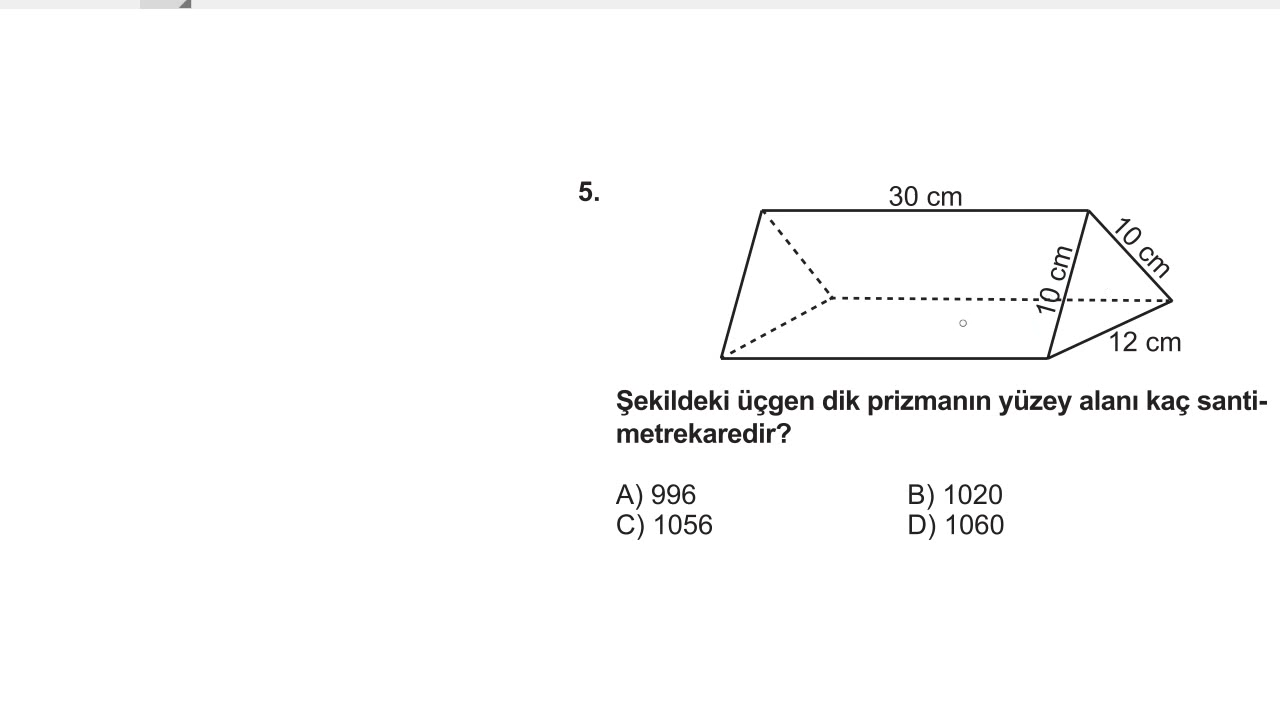 5.
30 cm
10 cm
10 cm
12 cm
Şekildeki üçgen dik prizmanın yüzey alanı kaç santi-
metrekaredir?
A) 996 B) 1020
C) 1056 D) 1060